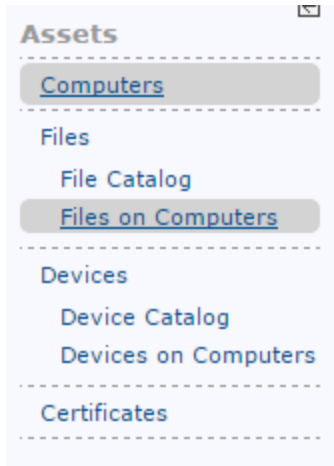 Assets
Computers
Files
File Catalog
Files on Computers
Devices
Device Catalog
Devices on Computers
Certificates